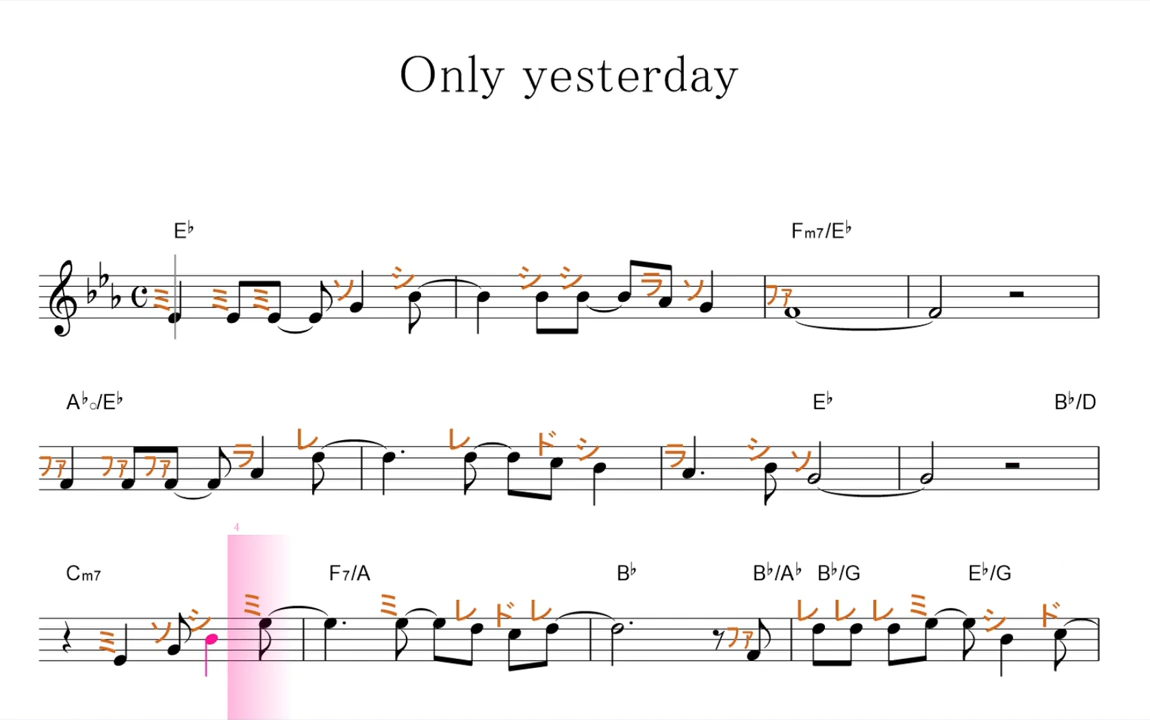 Only yesterday
E♭ Fm7/E♭
ミ ミ ミ ソ シ シ シ ラ ソ ファ
A♭○/E♭ E♭ B♭/D
ファ ファ ファ ラ レ レ ド シ ラ シ ソ
4
Cm7 F7/A B♭ B♭/A♭ B♭/G E♭/G
ミ ソ シ ミ ミ レ ド レ ファ レ レ レ ミ シ ド